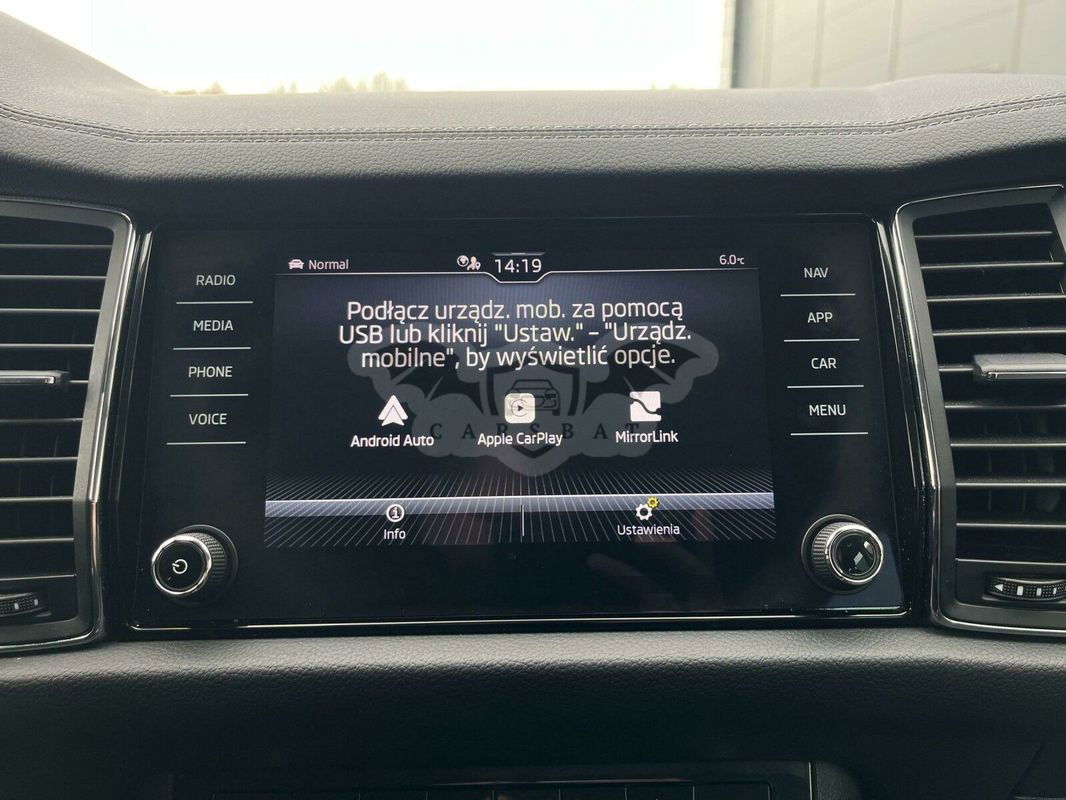 Normal
14:19
6.0°c
Podłącz urządz. mob. za pomocą
USB lub kliknij "Ustaw." – "Urządz.
mobilne", by wyświetlić opcje.
Android Auto
Apple CarPlay
MirrorLink
CARSBAT
Info
Ustawienia
RADIO
MEDIA
PHONE
VOICE
NAV
APP
CAR
MENU